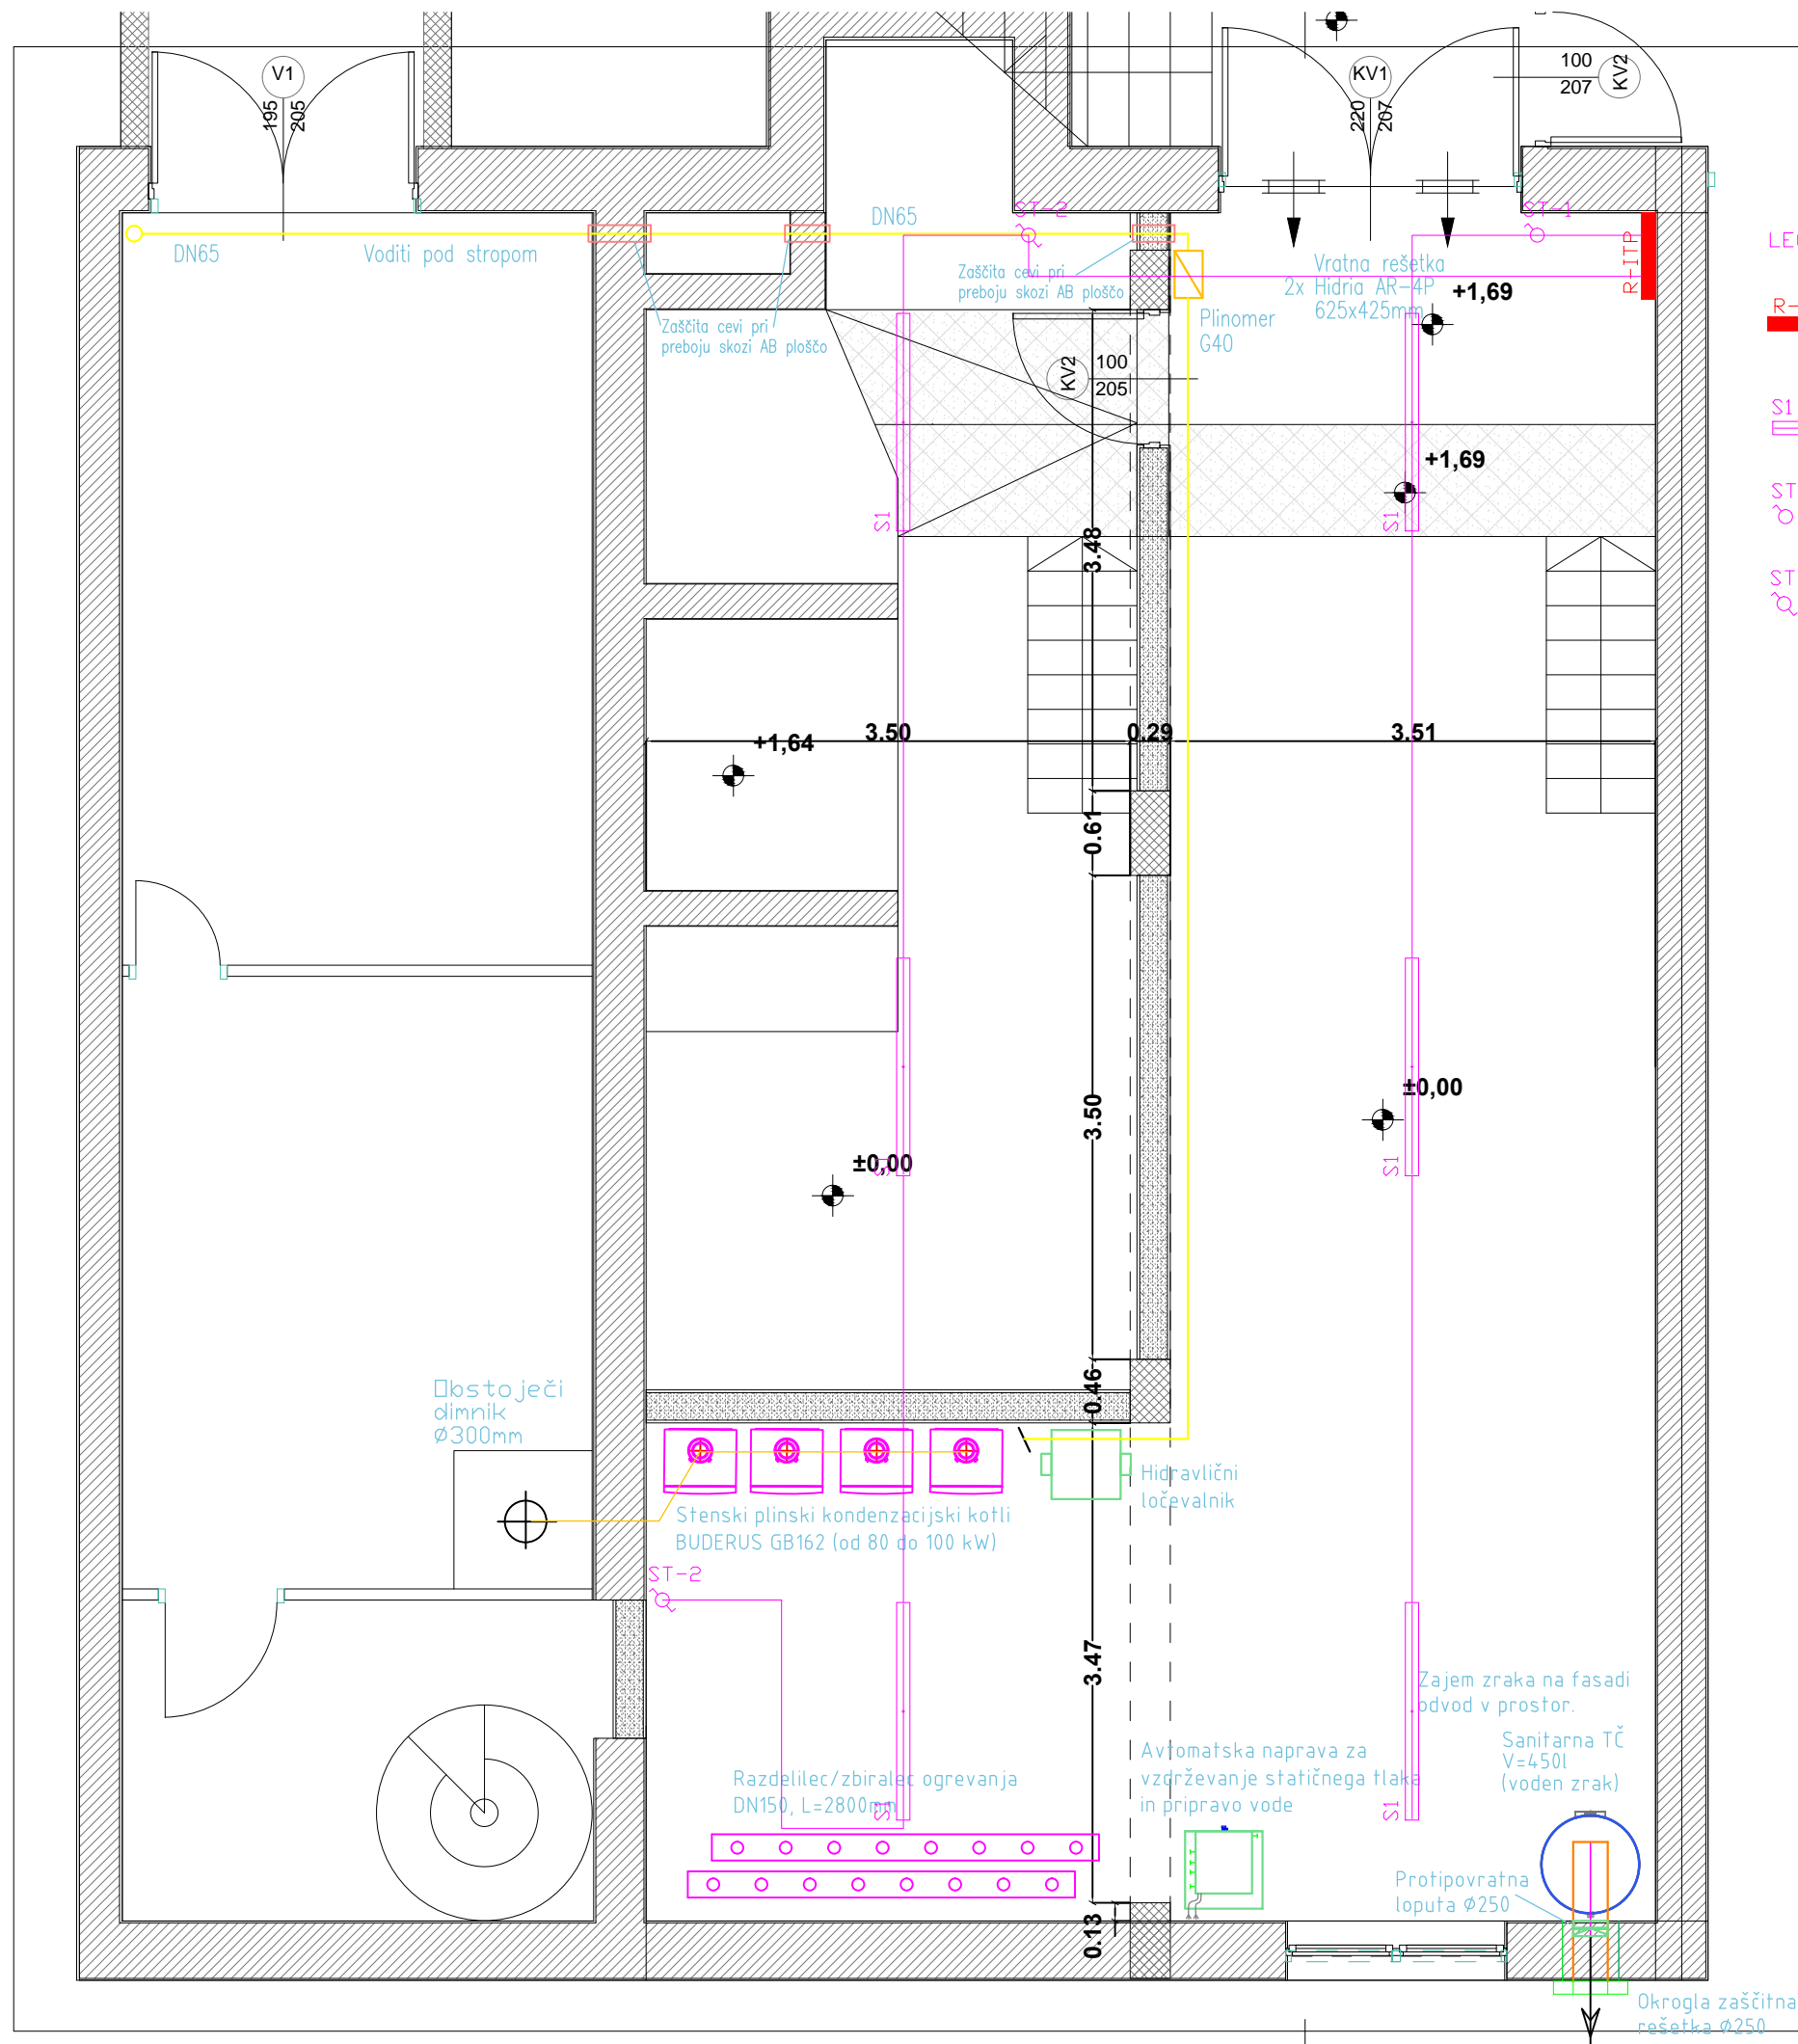 V1
195
205
KV1
220
207
100
207
KV2
DN65
Voditi pod stropom
DN65
ST-2
ST-1
R-ITP
LEG
Zaščita cevi pri
preboju skozi AB ploščo
Vratna rešetka
2x Hidria AR-4P
625x425mm
+1,69
R-
Zaščita cevi pri
preboju skozi AB ploščo
Plinomer
G40
KV2
100
205
S1
+1,69
S1
S1
ST
ST
3.48
3.50
0.29
3.51
+1,64
0.61
±0,00
3.50
±0,00
S1
S1
0.46
Obstoječi
dimnik
Ø300mm
Hidravlični
ločevalnik
Stenski plinski kondenzacijski kotli
BUDERUS GB162 (od 80 do 100 kW)
ST-2
3.47
Zajem zraka na fasadi
odvod v prostor.
Sanitarna TČ
V=450l
(voden zrak)
Avtomatska naprava za
vzdrževanje statičnega tlaka
in pripravo vode
Razdelilec/zbiralec ogrevanja
DN150, L=2800mm
S1
S1
Protipovratna
loputa Ø250
0.13
Okrogla zaščitna
rešetka Ø250